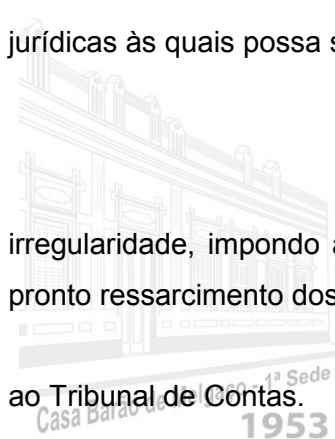 jurídicas às quais possa s
irregularidade, impondo a
pronto ressarcimento dos
ao Tribunal de Contas.
Casa Barão de Melgaço - 1ª Sede
1953